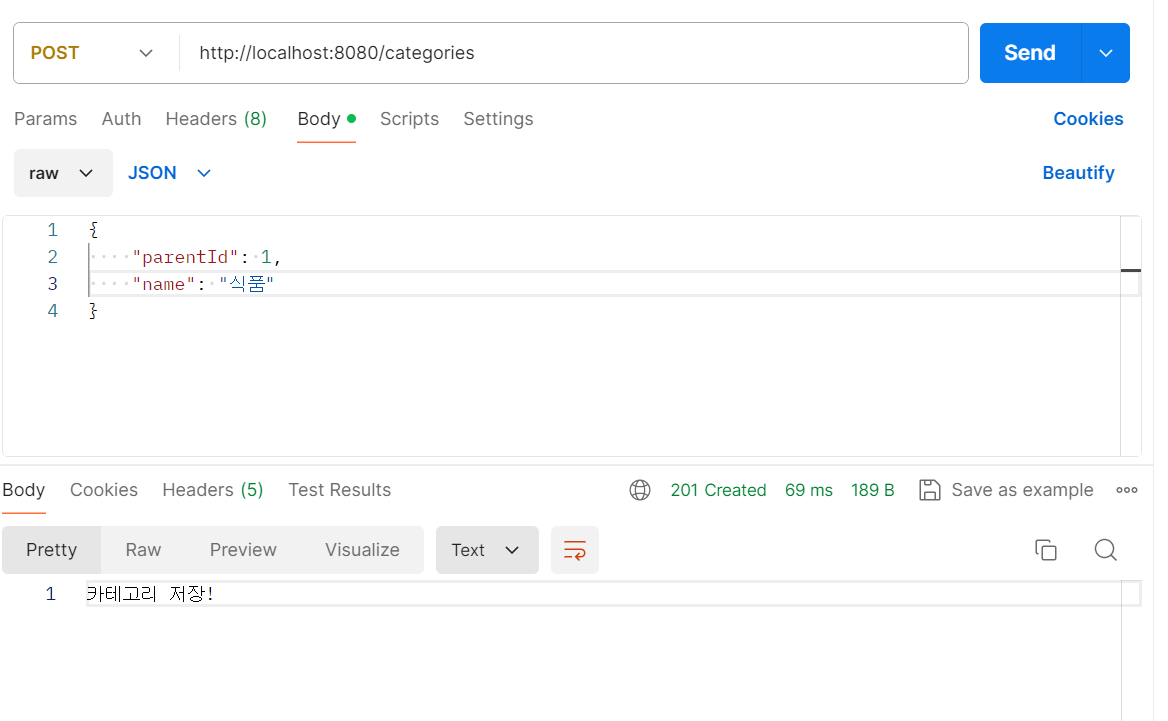 POST http://localhost:8080/categories Send
Params Auth Headers (8) Body Scripts Settings Cookies
raw JSON Beautify
1 {
2 "parentId": 1,
3 "name": "식품"
4 }
Body Cookies Headers (5) Test Results 201 Created 69 ms 189 B Save as example
Pretty Raw Preview Visualize Text
1 카테고리 저장!